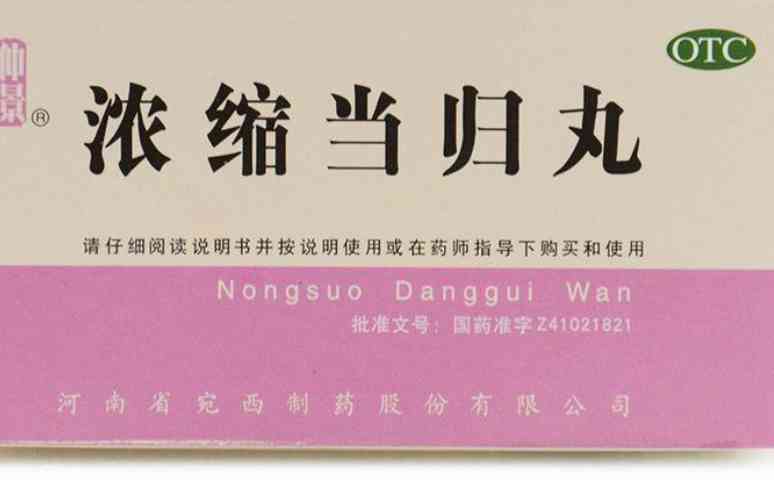 OTC
仲景®
浓缩当归丸
请仔细阅读说明书并按说明使用或在药师指导下购买和使用
Nongsuo Danggui Wan
批准文号：国药准字Z41021821
河南省宛西制药股份有限公司